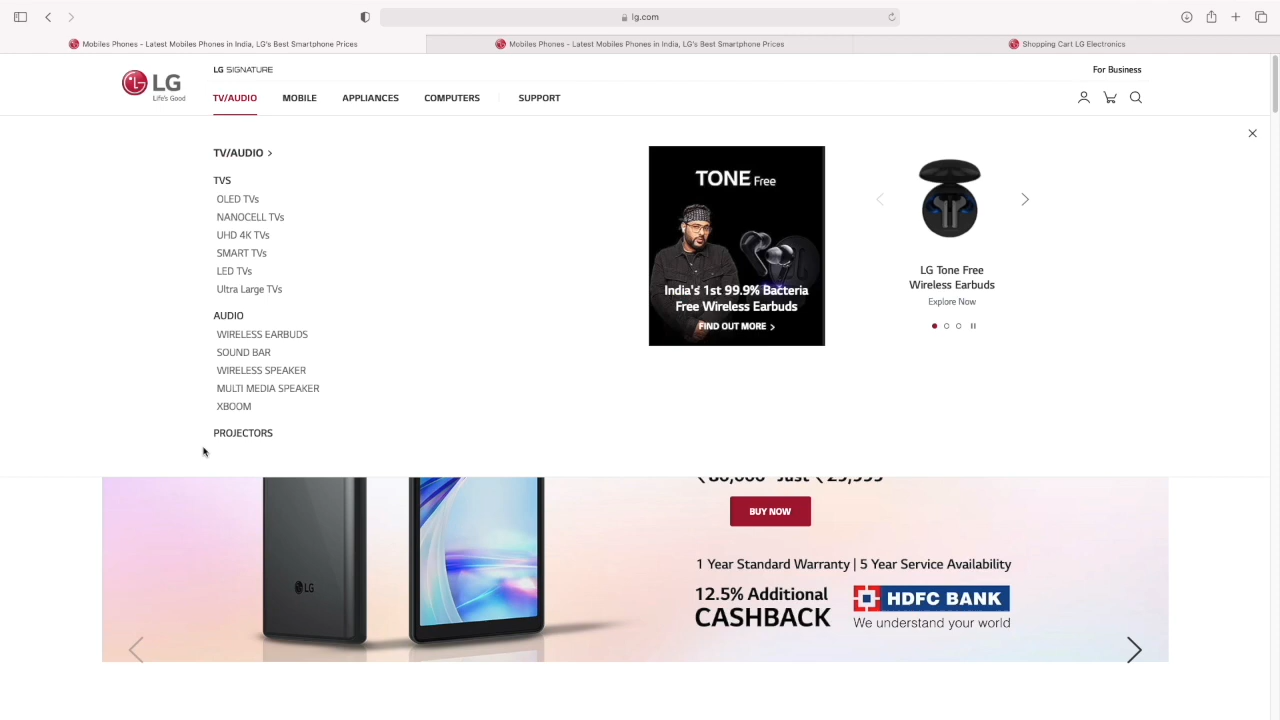 lg.com
Mobiles Phones - Latest Mobiles Phones in India, LG's Best Smartphone Prices
Mobiles Phones - Latest Mobiles Phones in India, LG's Best Smartphone Prices
Shopping Cart LG Electronics
LG SIGNATURE
For Business
LG
Life's Good
TV/AUDIO
MOBILE
APPLIANCES
COMPUTERS
SUPPORT
TV/AUDIO >
TVS
OLED TVs
NANOCELL TVs
UHD 4K TVs
SMART TVs
LED TVs
Ultra Large TVs
AUDIO
WIRELESS EARBUDS
SOUND BAR
WIRELESS SPEAKER
MULTI MEDIA SPEAKER
XBOOM
PROJECTORS
TONE Free
India's 1st 99.9% Bacteria
Free Wireless Earbuds
FIND OUT MORE >
LG Tone Free
Wireless Earbuds
Explore Now
BUY NOW
1 Year Standard Warranty | 5 Year Service Availability
12.5% Additional
CASHBACK
HDFC BANK
We understand your world
LG